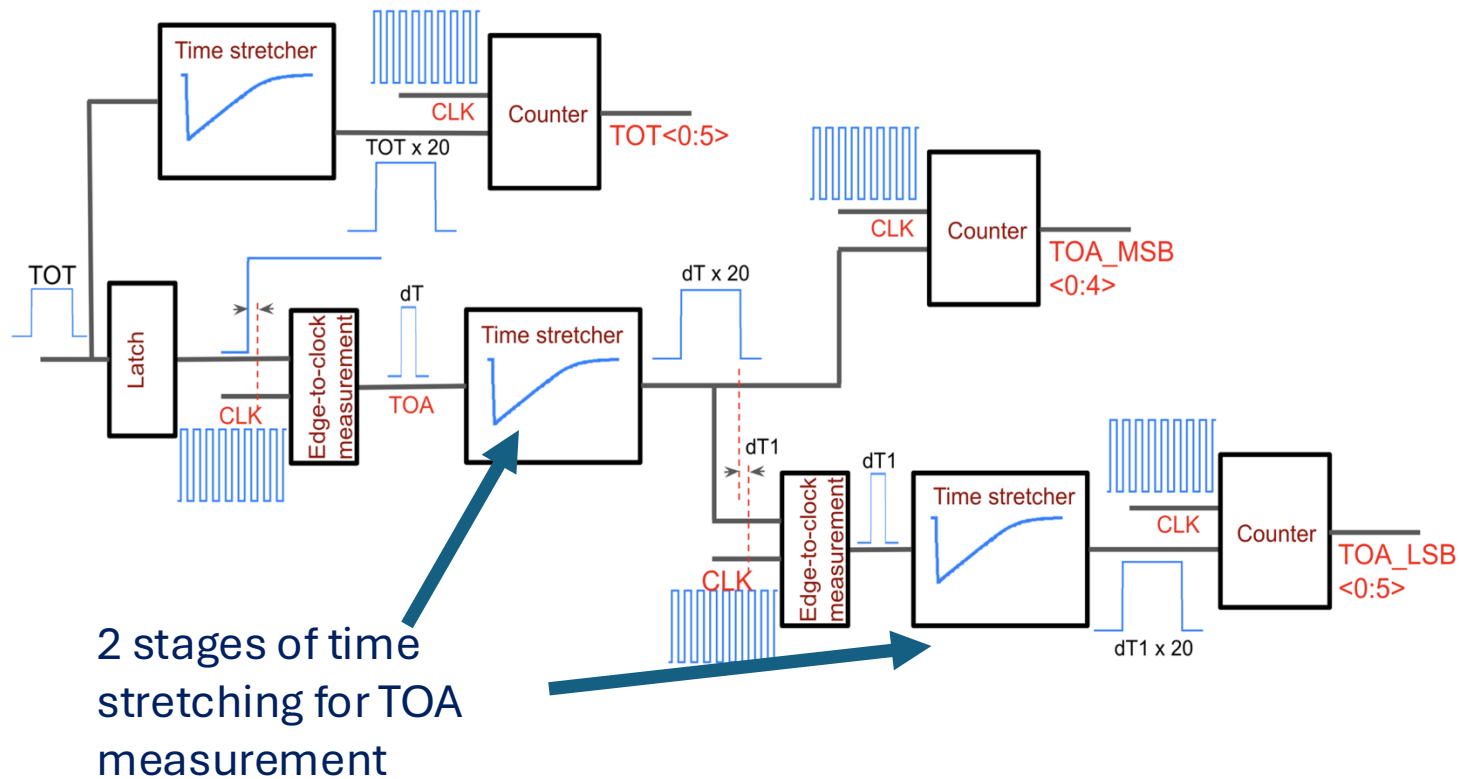 Time stretcher
CLK
Counter
TOT<0:5>
TOT x 20
TOT
Latch
CLK
Edge-to-clock
measurement
dT
TOA
Time stretcher
dT x 20
CLK
Counter
TOA_MSB
<0:4>
dT1
CLK
Edge-to-clock
measurement
dT1
Time stretcher
CLK
Counter
TOA_LSB
<0:5>
dT1 x 20
2 stages of time
stretching for TOA
measurement